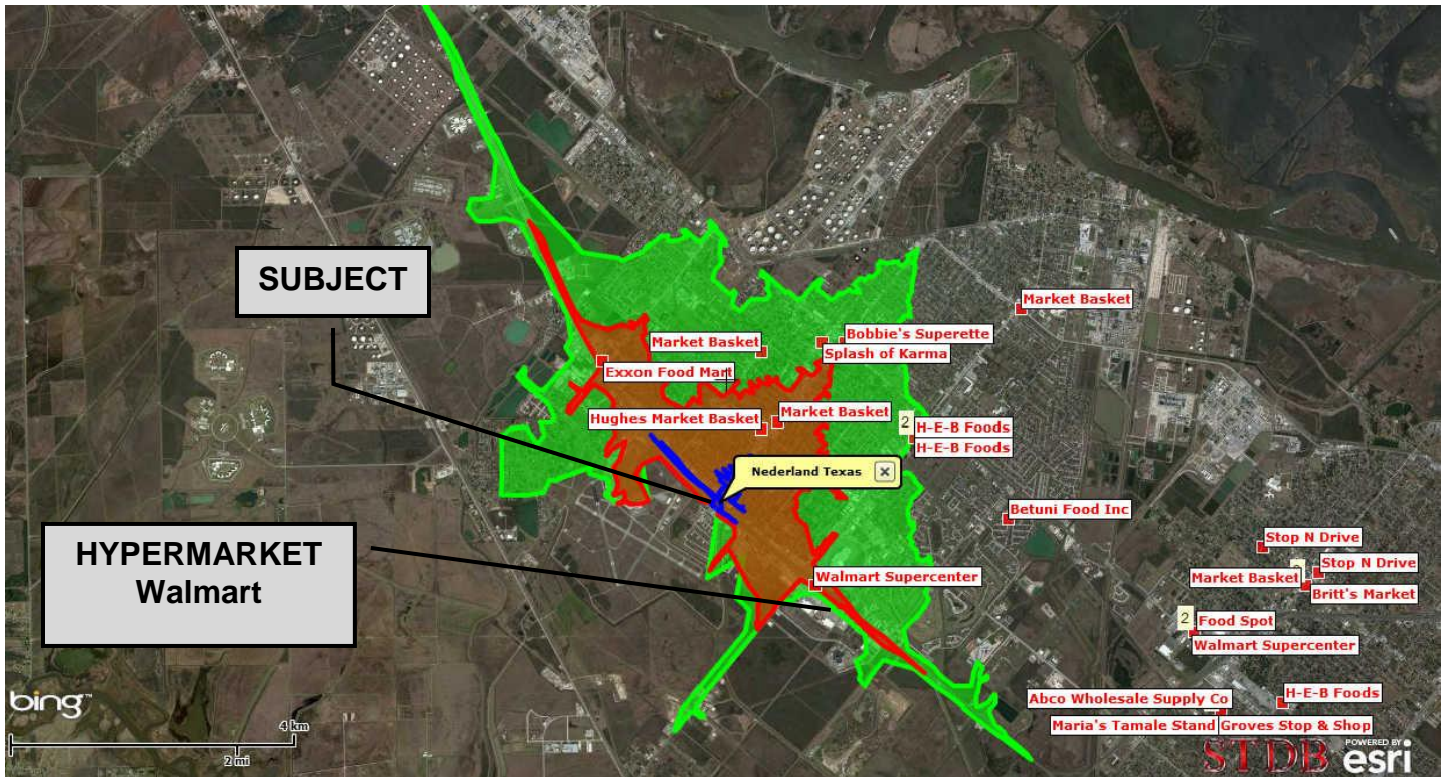 SUBJECT
Market Basket
Bobbie's Superette
Market Basket
Splash of Karma
Exxon Food Mart
Hughes Market Basket
Market Basket
2
H-E-B Foods
H-E-B Foods
Nederland Texas
Betuni Food Inc
HYPERMARKET
Walmart
Stop N Drive
Stop N Drive
Walmart Supercenter
Market Basket
Britt's Market
2
Food Spot
Walmart Supercenter
Abco Wholesale Supply Co
H-E-B Foods
Maria's Tamale Stand
Groves Stop & Shop
bing™
4 km
2 mi
STDB
POWERED BY
esri